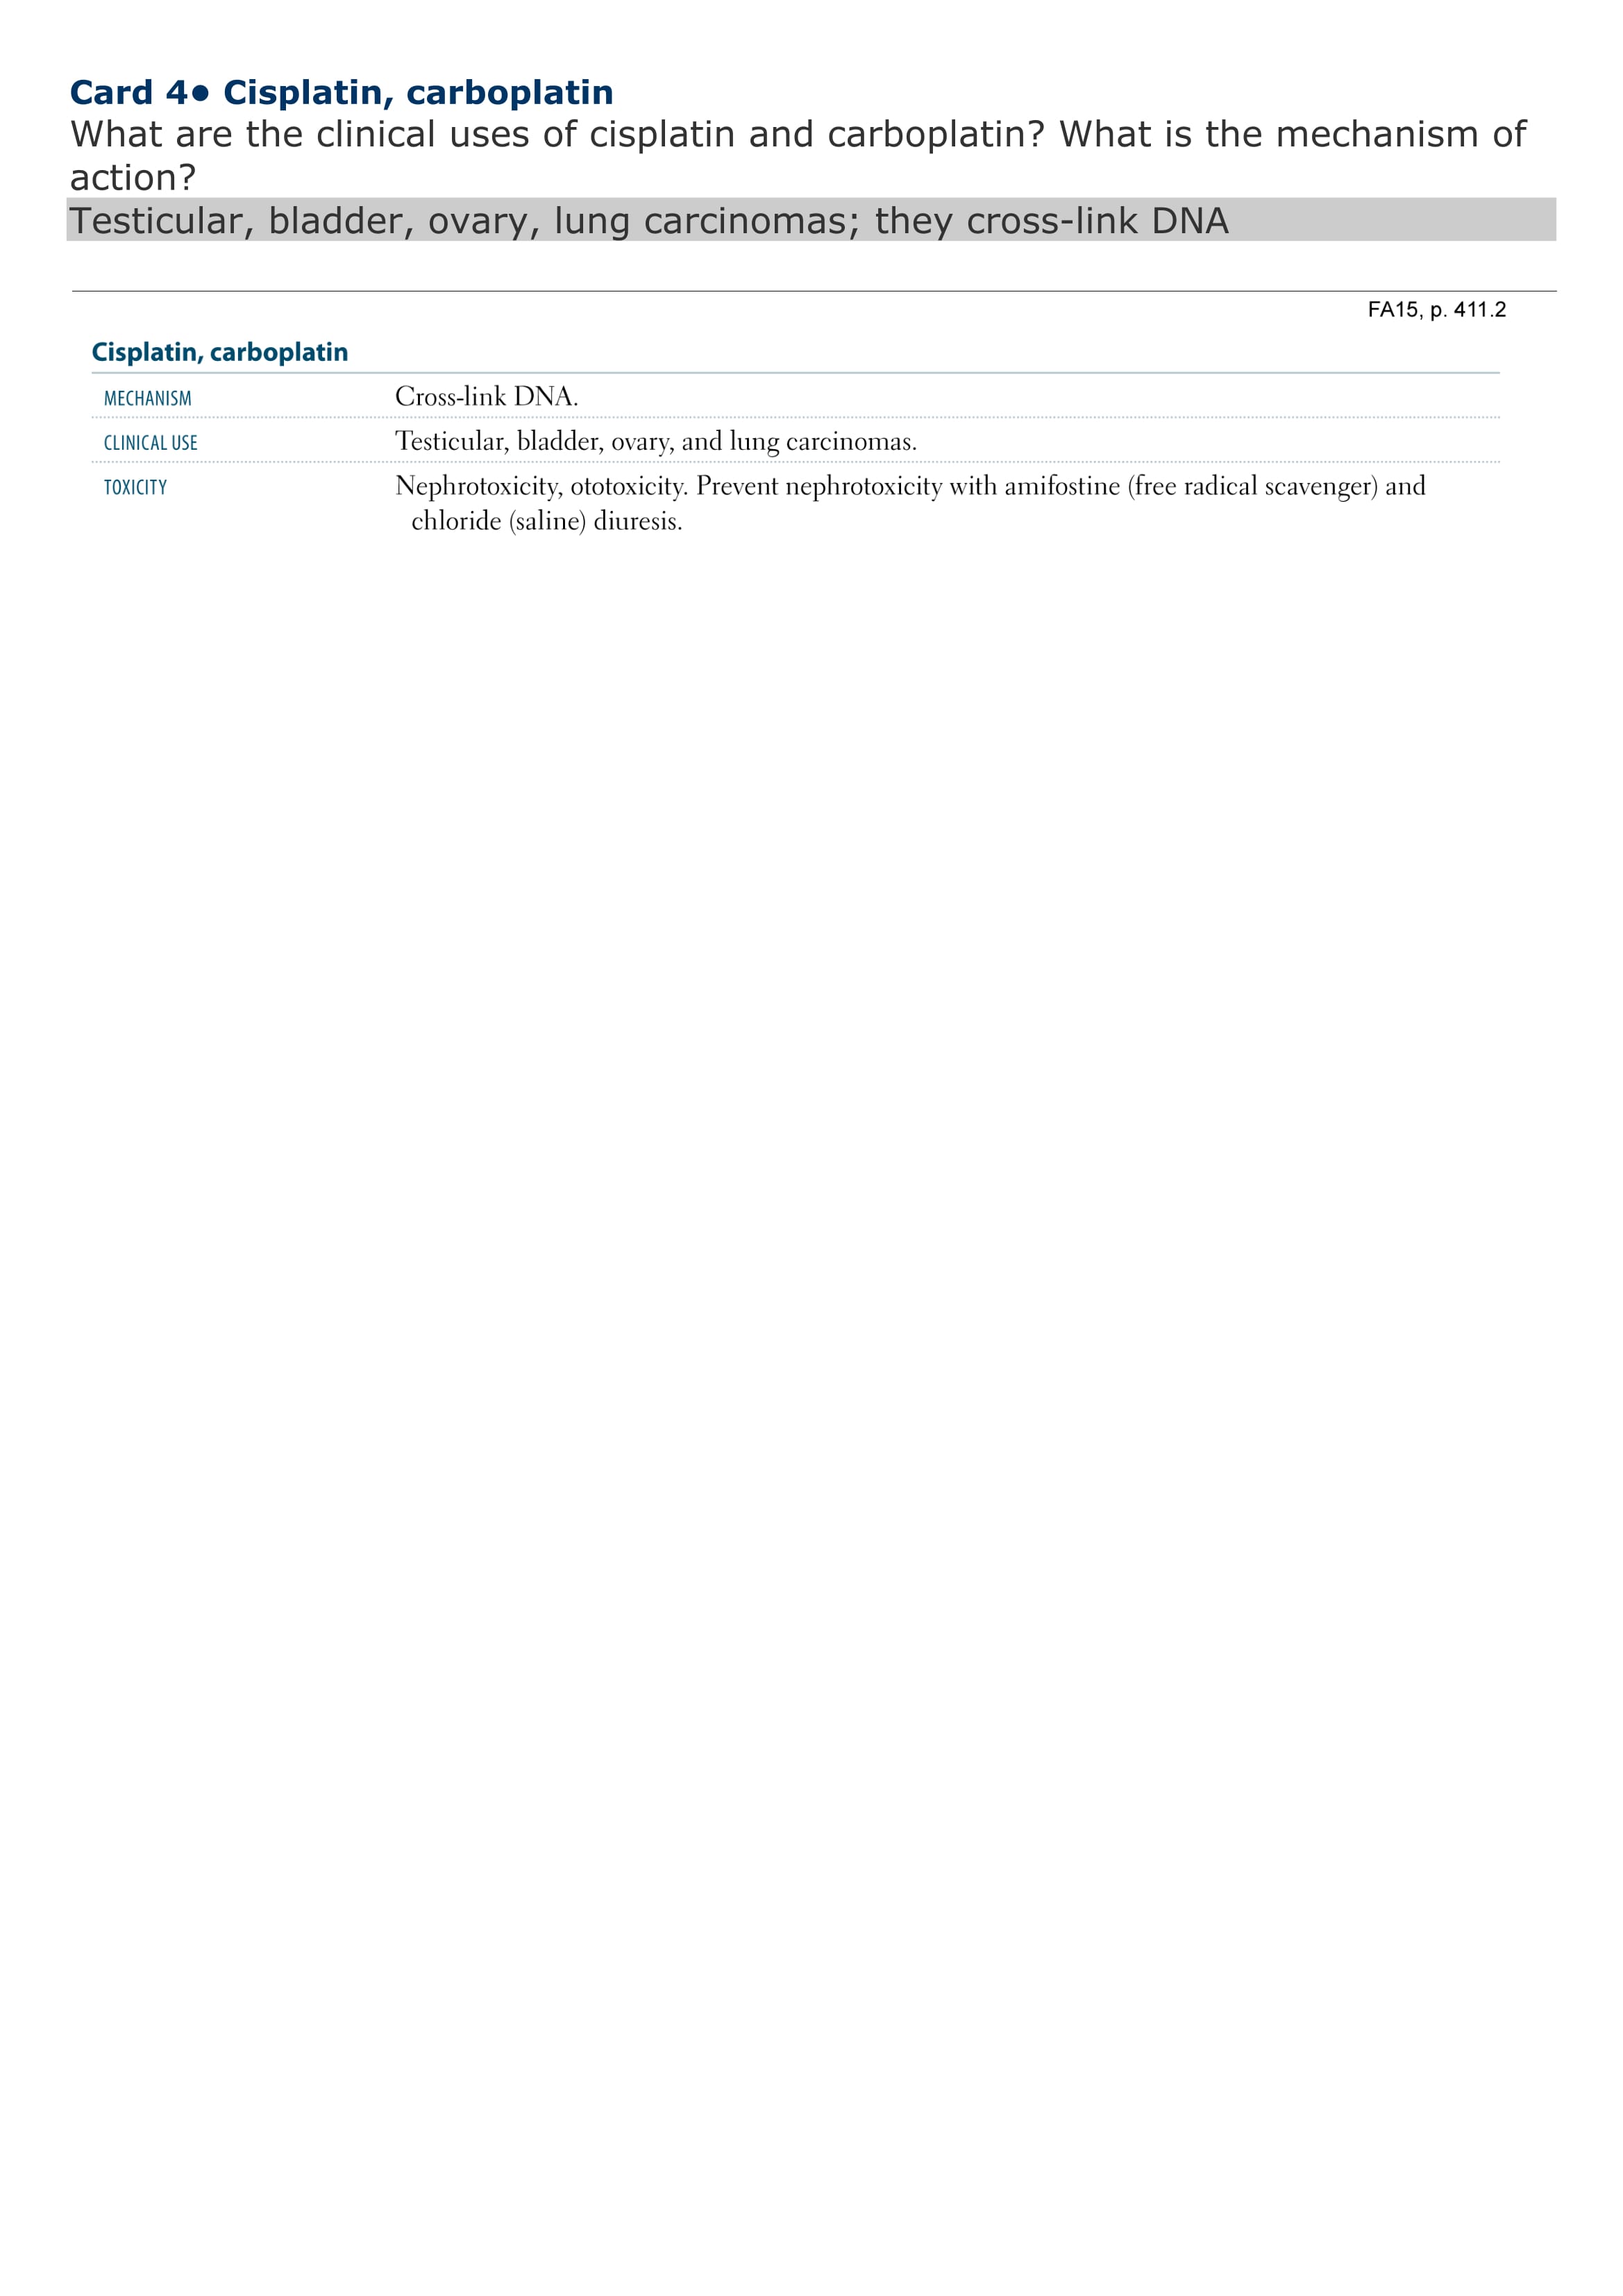 Card 4● Cisplatin, carboplatin
What are the clinical uses of cisplatin and carboplatin? What is the mechanism of
action?
Testicular, bladder, ovary, lung carcinomas; they cross-link DNA
FA15, p. 411.2
Cisplatin, carboplatin
MECHANISM Cross-link DNA.
CLINICAL USE Testicular, bladder, ovary, and lung carcinomas.
TOXICITY Nephrotoxicity, ototoxicity. Prevent nephrotoxicity with amifostine (free radical scavenger) and
chloride (saline) diuresis.